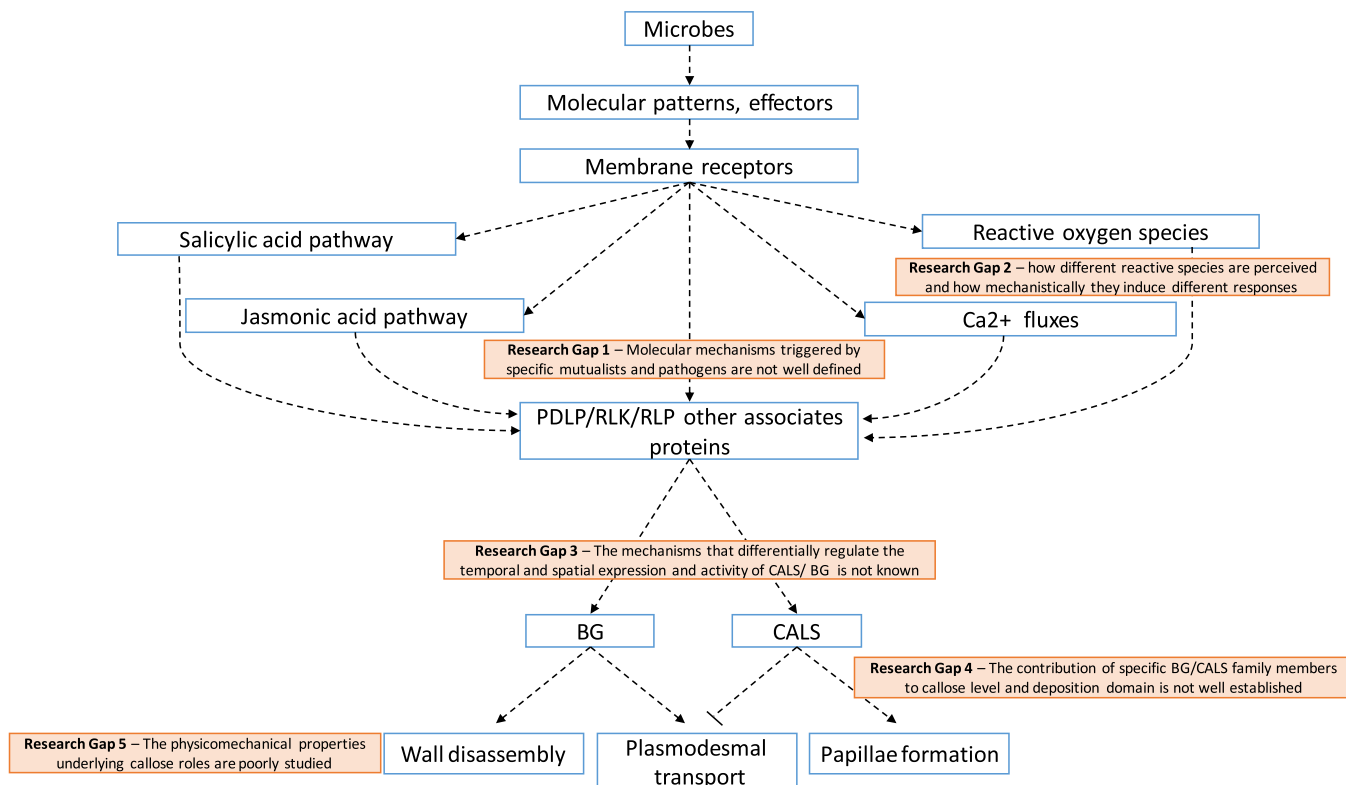 Microbes
Molecular patterns, effectors
Membrane receptors
Salicylic acid pathway
Reactive oxygen species
Research Gap 2 – how different reactive species are perceived
and how mechanistically they induce different responses
Jasmonic acid pathway
Ca2+ fluxes
Research Gap 1 – Molecular mechanisms triggered by
specific mutualists and pathogens are not well defined
PDLP/RLK/RLP other associates
proteins
Research Gap 3 – The mechanisms that differentially regulate the
temporal and spatial expression and activity of CALS/ BG is not known
BG
CALS
Research Gap 4 – The contribution of specific BG/CALS family members
to callose level and deposition domain is not well established
Research Gap 5 – The physicomechanical properties
underlying callose roles are poorly studied
Wall disassembly
Plasmodesmal
transport
Papillae formation